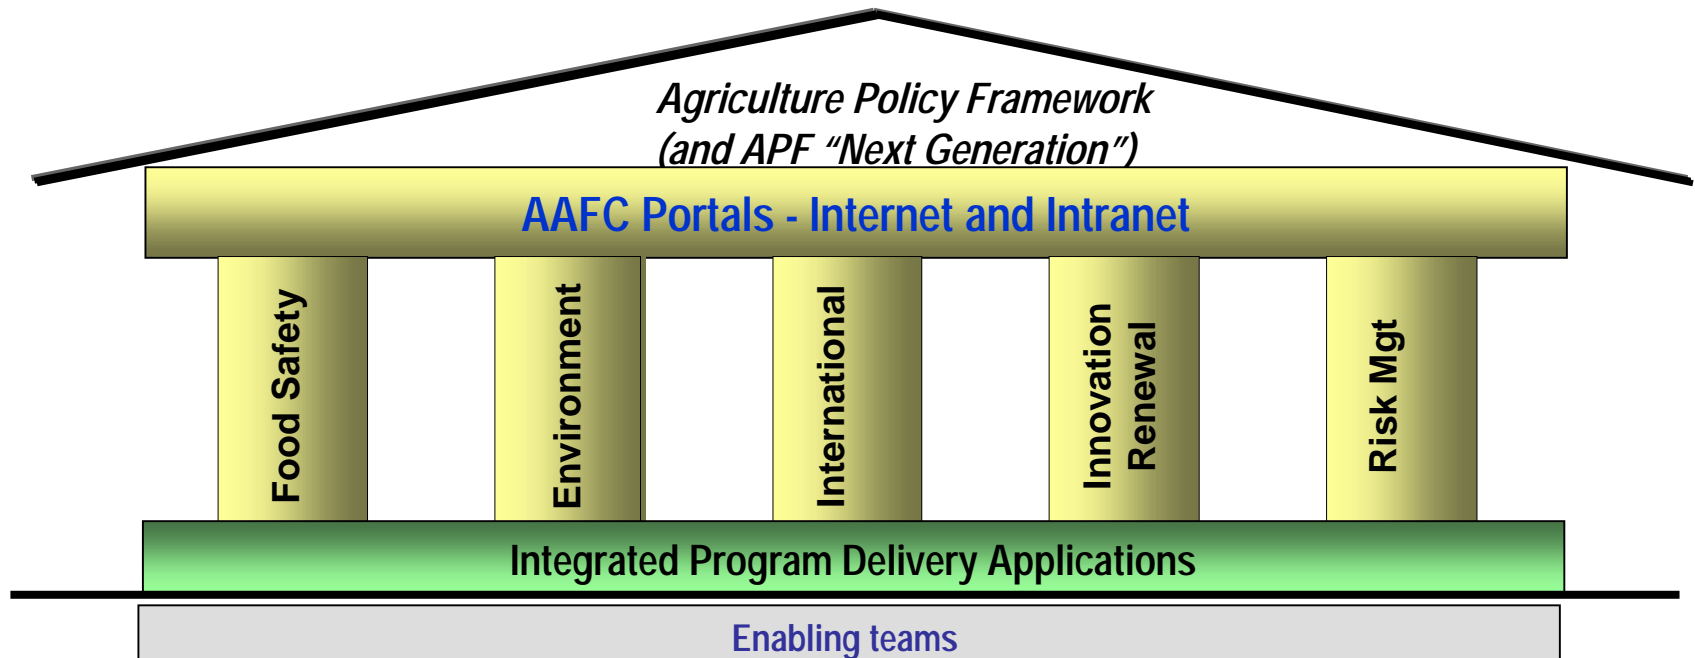 Agriculture Policy Framework
(and APF “Next Generation”)
AAFC Portals - Internet and Intranet
Food Safety
Environment
International
Innovation
Renewal
Risk Mgt
Integrated Program Delivery Applications
Enabling teams